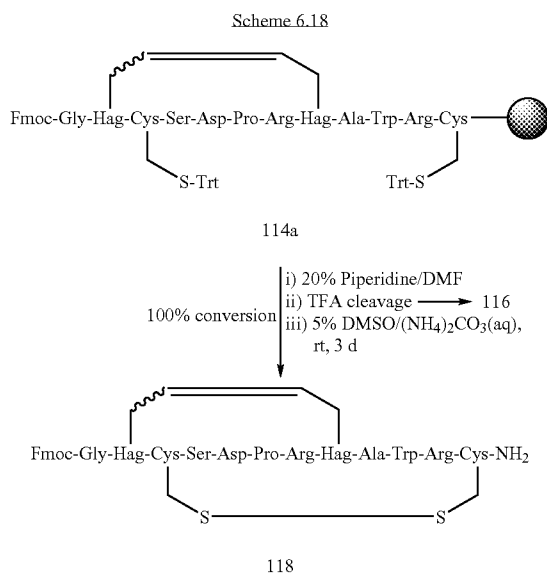 Scheme 6.18
Fmoc-Gly-Hag-Cys-Ser-Asp-Pro-Arg-Hag-Ala-Trp-Arg-Cys
S-Trt
Trt-S
114a
100% conversion
i) 20% Piperidine/DMF
ii) TFA cleavage → 116
iii) 5% DMSO/(NH4)2CO3(aq),
rt, 3 d
Fmoc-Gly-Hag-Cys-Ser-Asp-Pro-Arg-Hag-Ala-Trp-Arg-Cys-NH2
S S
118